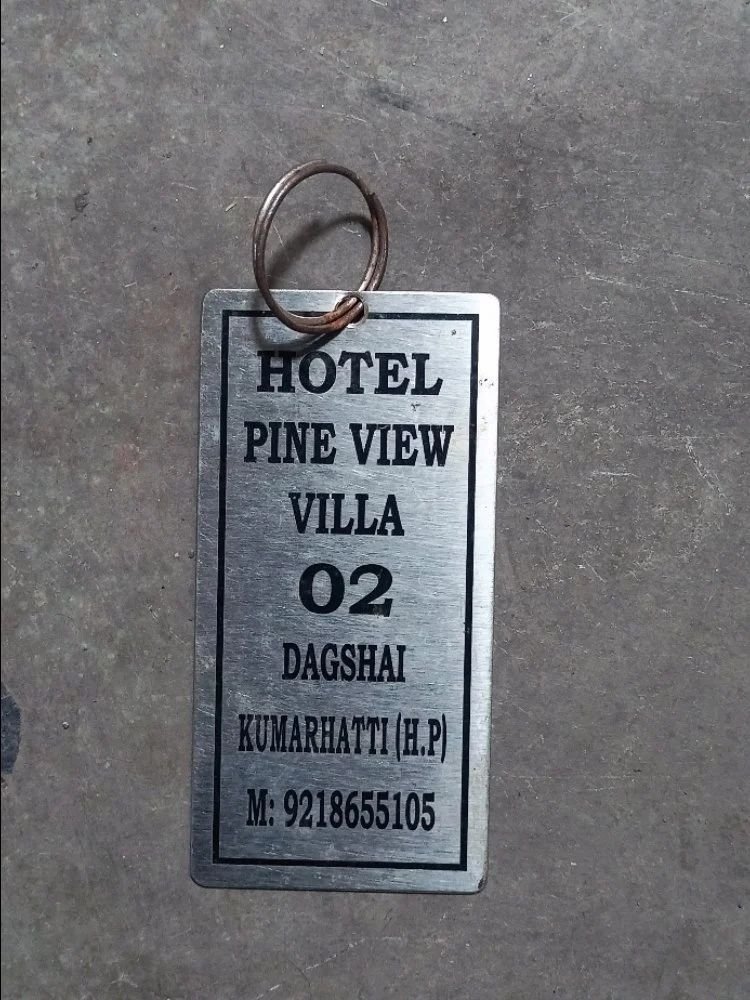 HOTEL
PINE VIEW
VILLA
02
DAGSHAI
KUMARHATTI (H.P)
M: 9218655105